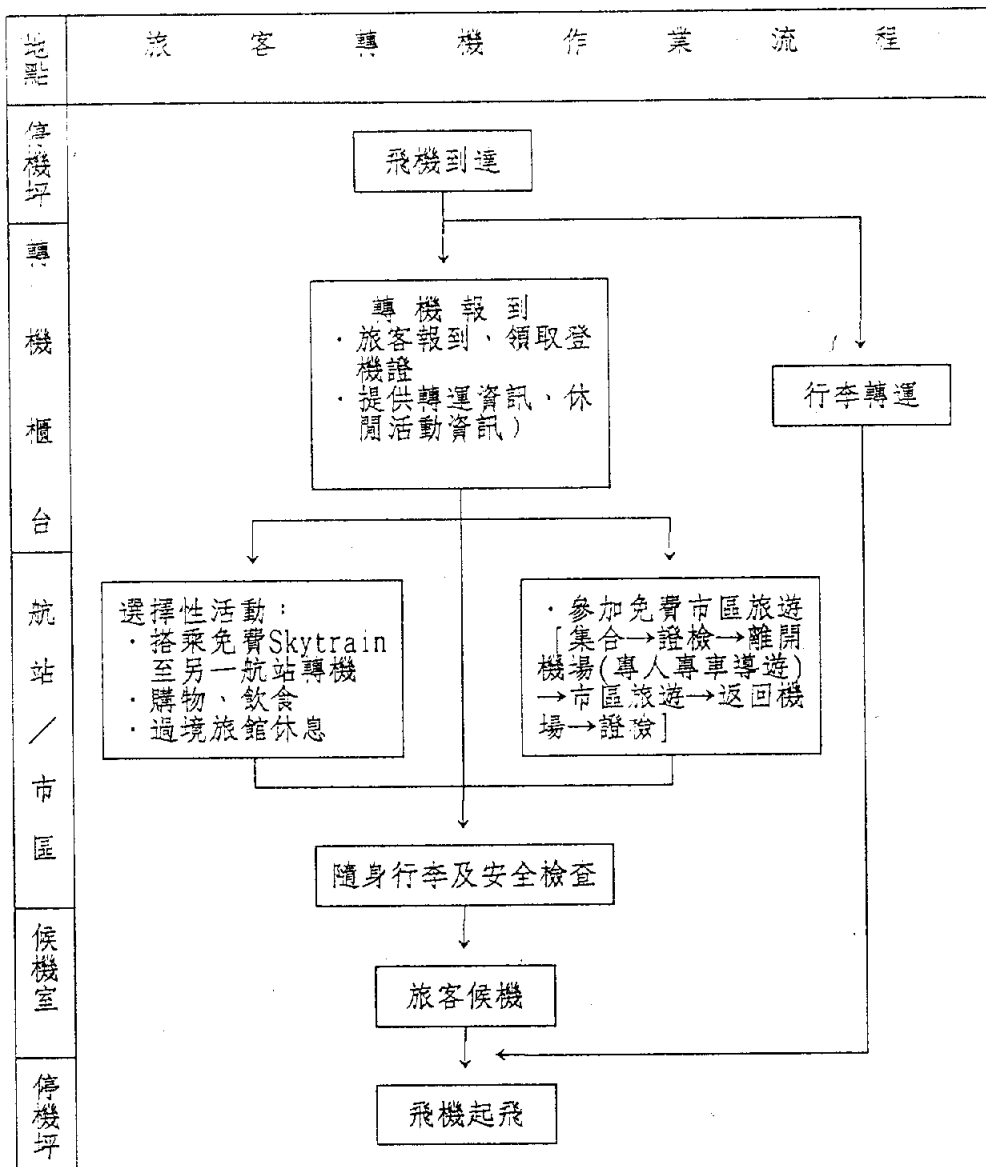 地點
旅客轉機作業流程
停機坪
飛機到達
轉機櫃台
轉機報到
・旅客報到、領取登
機證
・提供轉運資訊、休
閒活動資訊)
行李轉運
航站/市區
選擇性活動:
・搭乘免費Skytrain
至另一航站轉機
・購物、飲食
・過境旅館休息
・參加免費市區旅遊
[集合→證檢→離開
機場(專人專車導遊)
→市區旅遊→返回機
場→證檢]
隨身行李及安全檢查
候機室
旅客候機
停機坪
飛機起飛